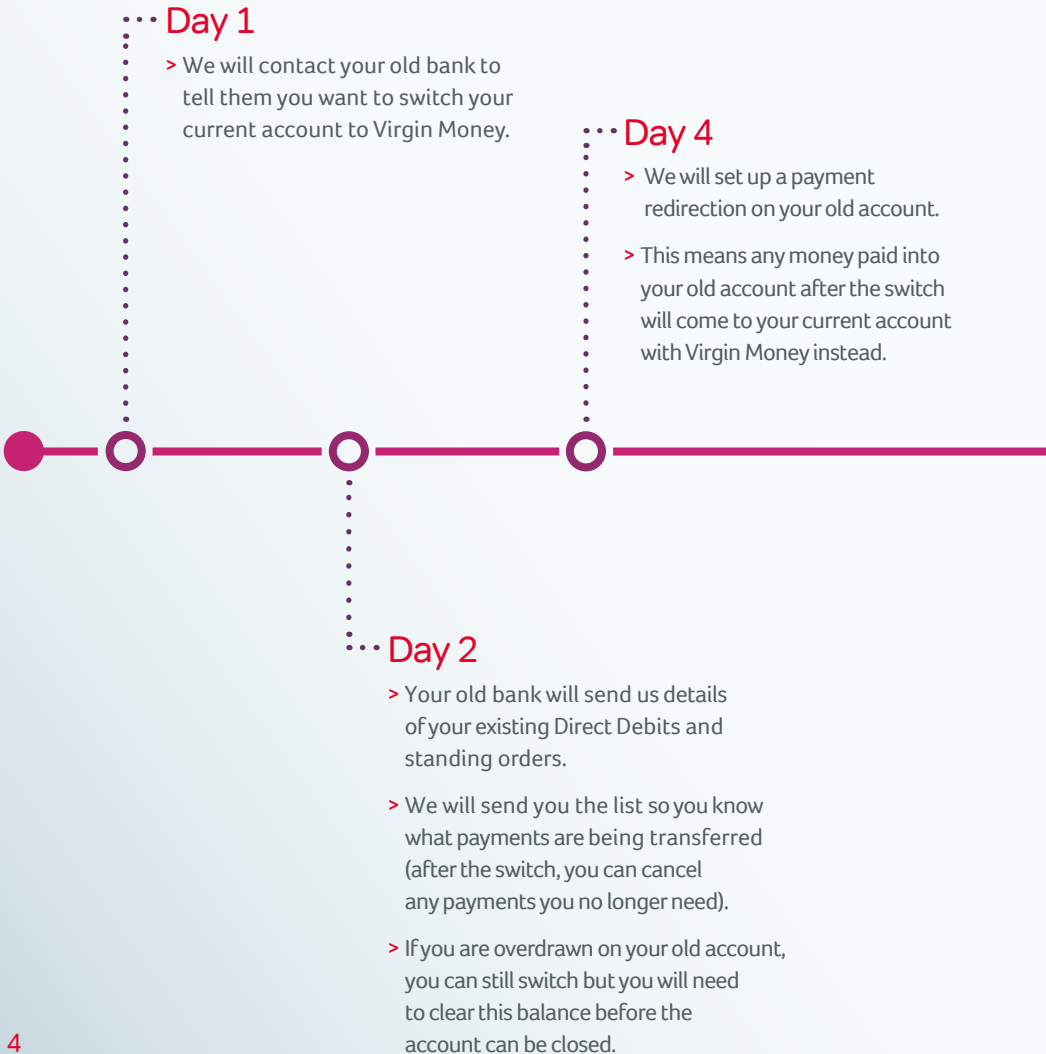 Day 1
> We will contact your old bank to
tell them you want to switch your
current account to Virgin Money.
Day 4
> We will set up a payment
redirection on your old account.
> This means any money paid into
your old account after the switch
will come to your current account
with Virgin Money instead.
Day 2
> Your old bank will send us details
of your existing Direct Debits and
standing orders.
> We will send you the list so you know
what payments are being transferred
(after the switch, you can cancel
any payments you no longer need).
> If you are overdrawn on your old account,
you can still switch but you will need
to clear this balance before the
account can be closed.
4